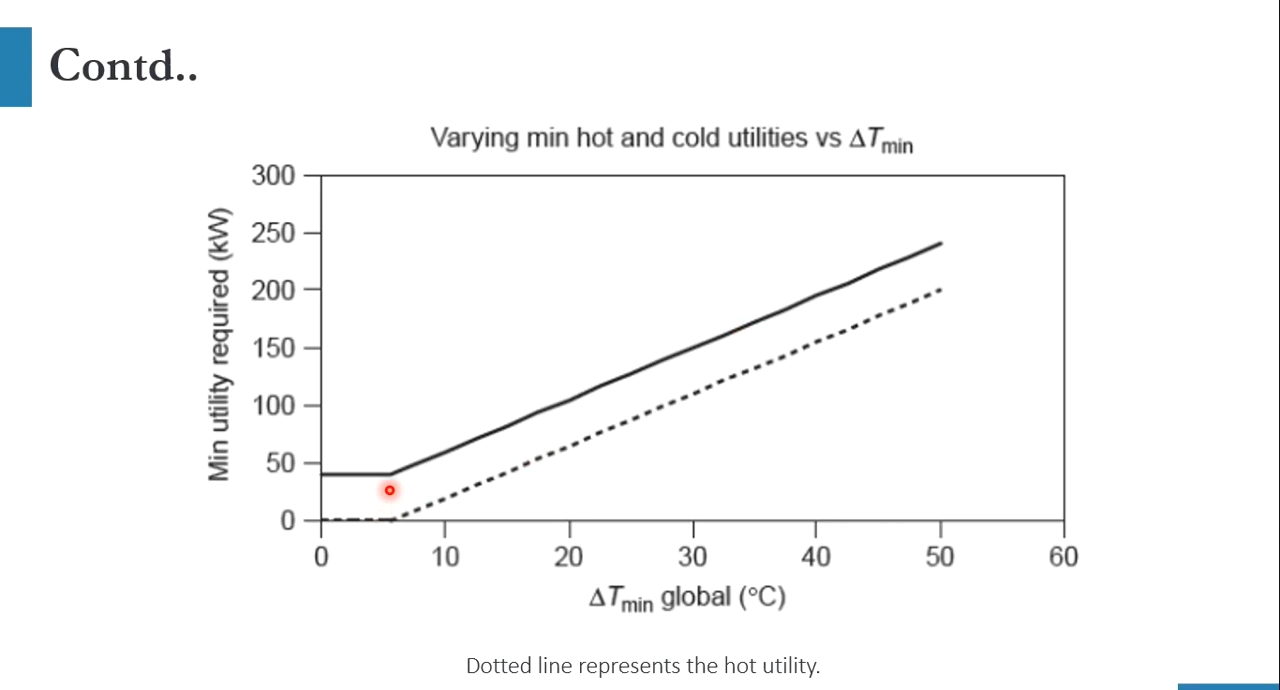 Contd..
Varying min hot and cold utilities vs ΔTmin
Min utility required (kW)
300
250
200
150
100
50
0
0 10 20 30 40 50 60
ΔTmin global (°C)
Dotted line represents the hot utility.